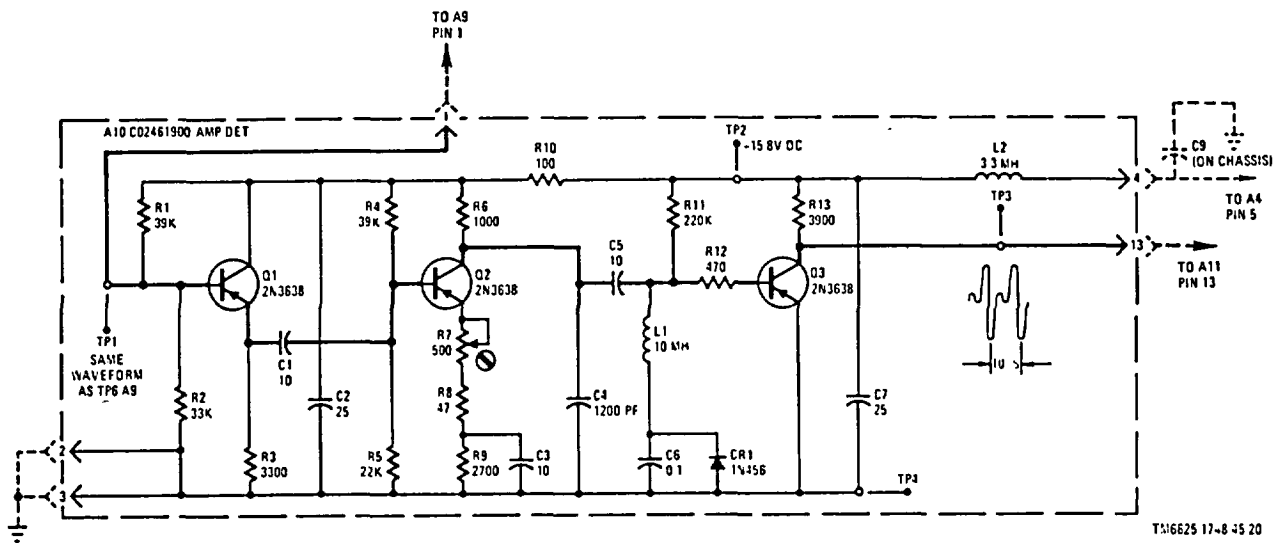 TO A9
PIN 1
A10 C02461900 AMP DET
TP2
-15.8V DC
L2
3.3 MH
C9
(ON CHASSIS)
R10
100
4
TO A4
PIN 5
R1
39K
R4
39K
R6
1000
R11
220K
R13
3900
TP3
C5
10
R12
470
13
TO A11
PIN 13
Q1
2N3638
Q2
2N3638
Q3
2N3638
TP1
SAME
WAVEFORM
AS TP6 A9
C1
10
R7
500
L1
10 MH
R2
33K
C2
25
R8
47
C4
1200 PF
C7
25
2
R3
3300
R5
22K
R9
2700
C3
10
C6
0.1
CR1
1N456
3
TP4